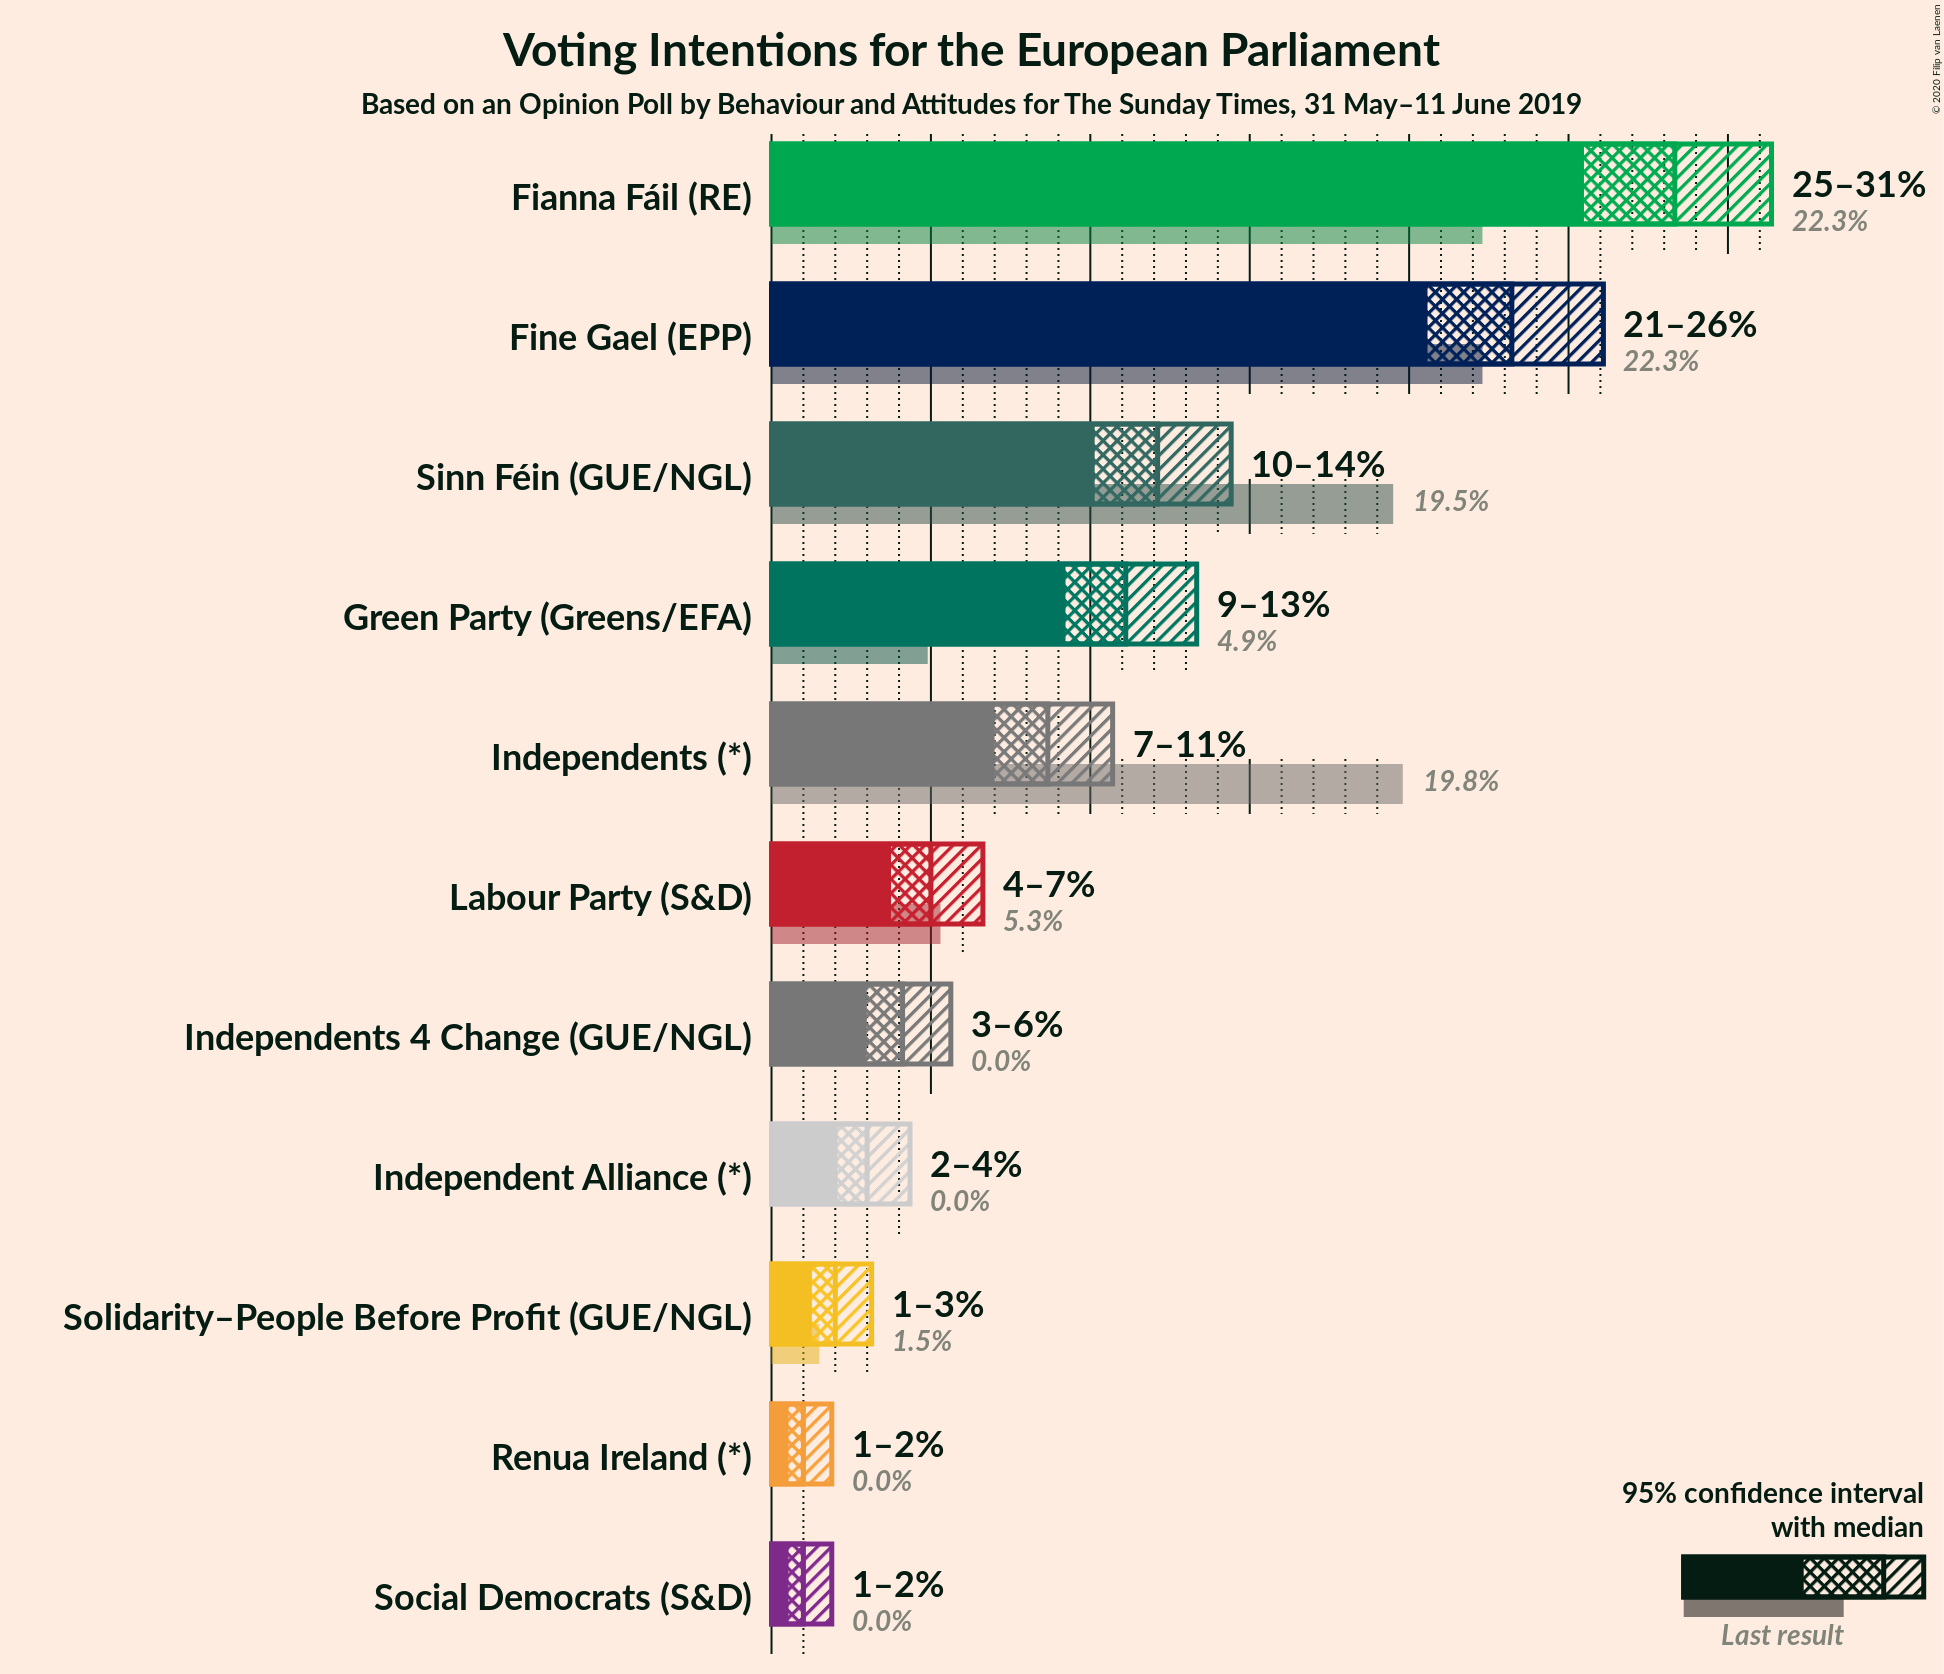 Voting Intentions for the European Parliament
Based on an Opinion Poll by Behaviour and Attitudes for The Sunday Times, 31 May–11 June 2019
© 2020 Filip van Laenen
Fianna Fáil (RE)
25–31%
22.3%
Fine Gael (EPP)
21–26%
22.3%
Sinn Féin (GUE/NGL)
10–14%
19.5%
Green Party (Greens/EFA)
9–13%
4.9%
Independents (*)
7–11%
19.8%
Labour Party (S&D)
4–7%
5.3%
Independents 4 Change (GUE/NGL)
3–6%
0.0%
Independent Alliance (*)
2–4%
0.0%
Solidarity–People Before Profit (GUE/NGL)
1–3%
1.5%
Renua Ireland (*)
1–2%
0.0%
Social Democrats (S&D)
1–2%
0.0%
95% confidence interval
with median
Last result